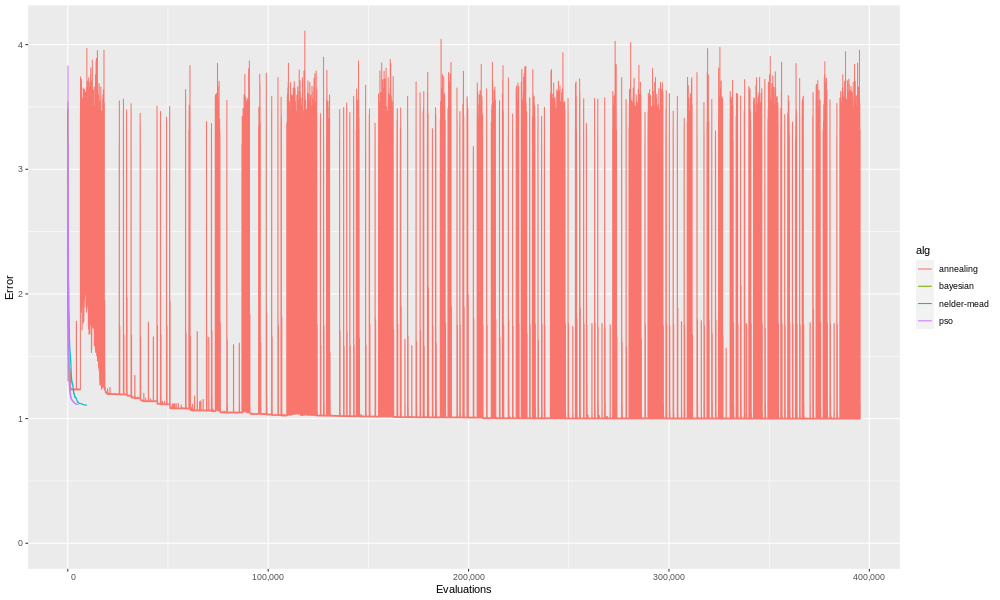 4
3
2
1
0
Error
0
100,000
200,000
300,000
400,000
Evaluations
alg
annealing
bayesian
nelder-mead
pso